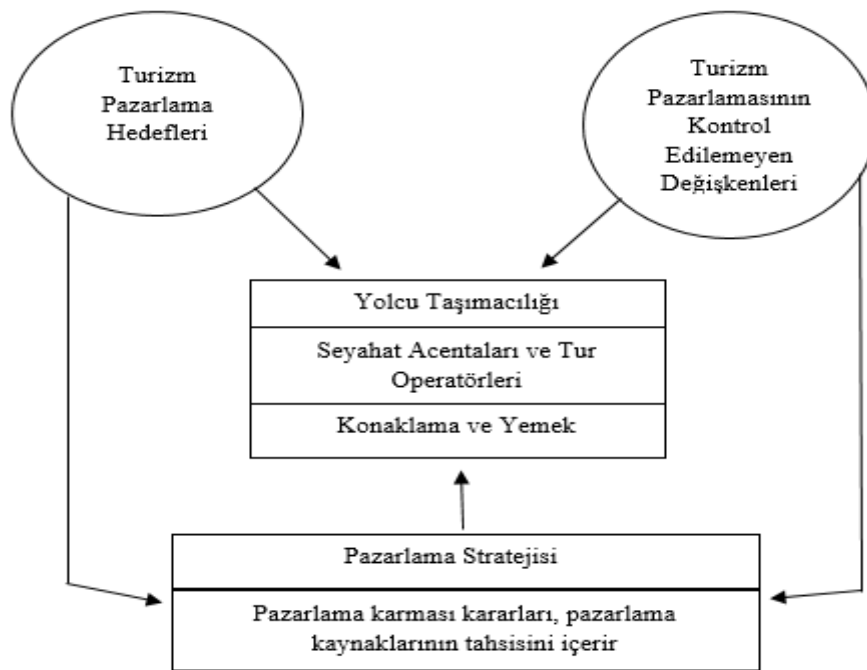 Turizm
Pazarlama
Hedefleri
Turizm
Pazarlamasının
Kontrol
Edilemeyen
Değişkenleri
Yolcu Taşımacılığı
Seyahat Acentaları ve Tur
Operatörleri
Konaklama ve Yemek
Pazarlama Stratejisi
Pazarlama karması kararları, pazarlama
kaynaklarının tahsisini içerir